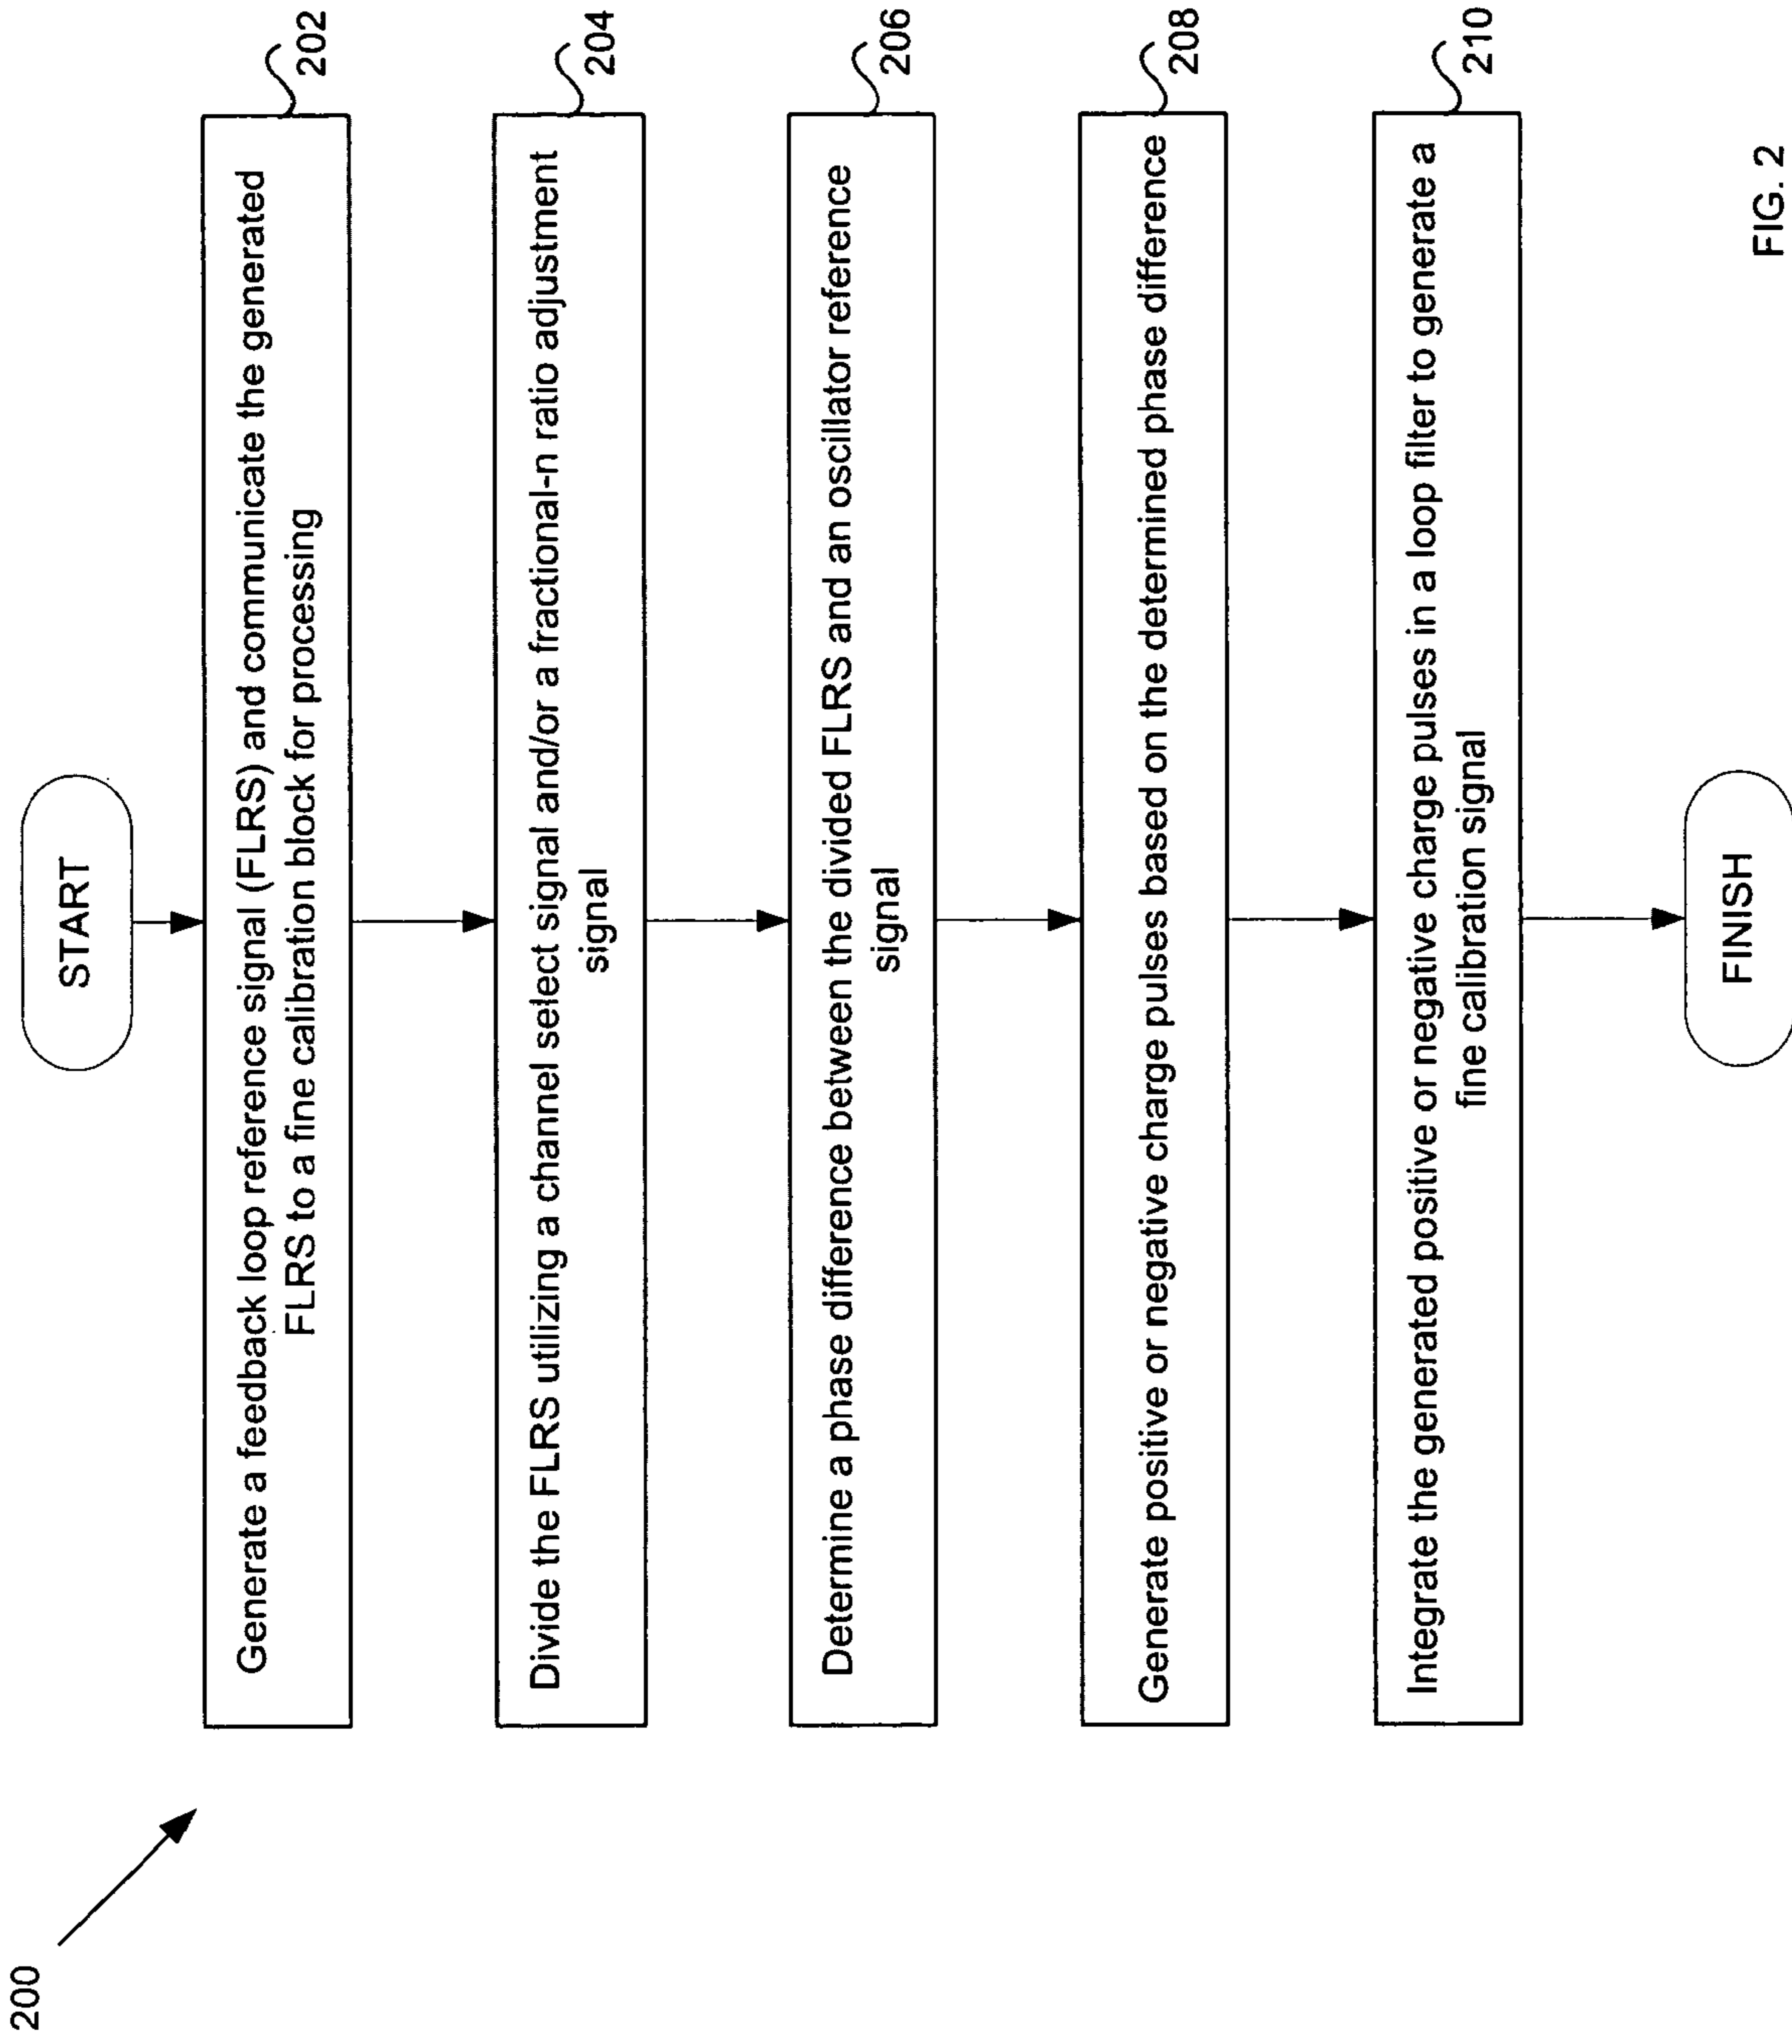 200
START
Generate a feedback loop reference signal (FLRS) and communicate the generated
FLRS to a fine calibration block for processing
202
Divide the FLRS utilizing a channel select signal and/or a fractional-n ratio adjustment
signal
204
Determine a phase difference between the divided FLRS and an oscillator reference
signal
206
Generate positive or negative charge pulses based on the determined phase difference
208
Integrate the generated positive or negative charge pulses in a loop filter to generate a
fine calibration signal
210
FINISH
FIG. 2